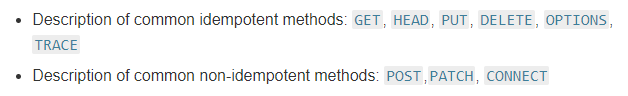 • Description of common idempotent methods: GET, HEAD, PUT, DELETE, OPTIONS,
TRACE
• Description of common non-idempotent methods: POST,PATCH, CONNECT